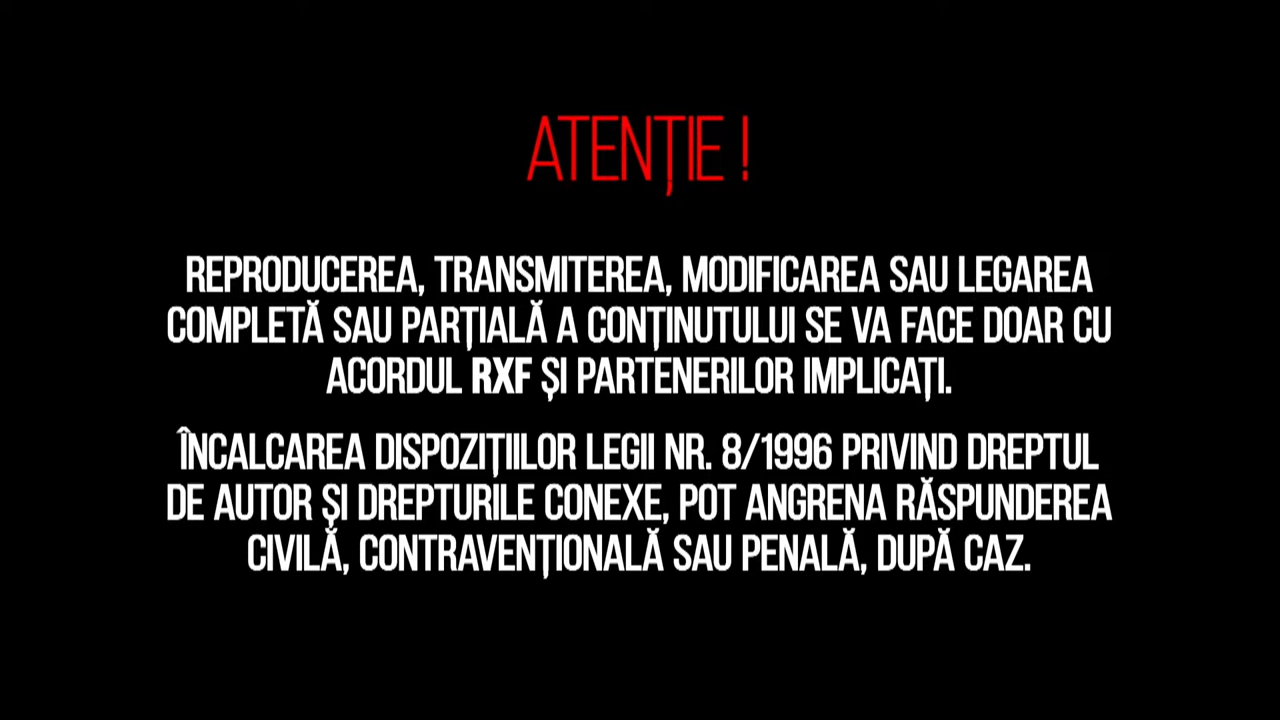 ATENȚIE !
REPRODUCEREA, TRANSMITEREA, MODIFICAREA SAU LEGAREA
COMPLETĂ SAU PARȚIALĂ A CONȚINUTULUI SE VA FACE DOAR CU
ACORDUL RXF ȘI PARTENERILOR IMPLICAȚI.
ÎNCALCAREA DISPOZIȚIILOR LEGII NR. 8/1996 PRIVIND DREPTUL
DE AUTOR ȘI DREPTURILE CONEXE, POT ANGRENA RĂSPUNDEREA
CIVILĂ, CONTRAVENȚIONALĂ SAU PENALĂ, DUPĂ CAZ.